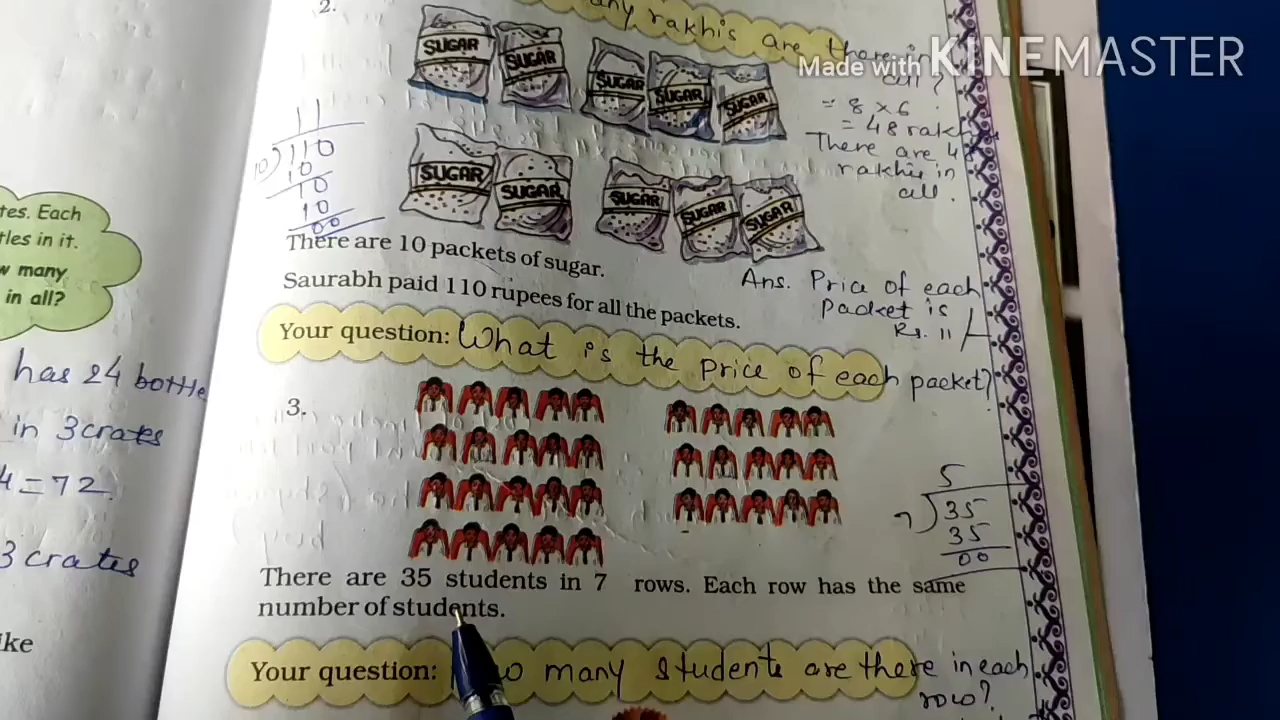 2.
any rakhis are there in
all?
= 8 x 6
= 48 rakh
There are 4
rakhis in
all.
Made with KINEMASTER
SUGAR SUGAR SUGAR SUGAR SUGAR
SUGAR SUGAR SUGAR SUGAR SUGAR
11
10) 110
10
10
10
00
There are 10 packets of sugar.
Saurabh paid 110 rupees for all the packets.
Ans. Price of each
Packet is
Rs. 11/-
Your question: What is the Price of each packet?
tes. Each
tles in it.
w many
in all?
has 24 bottle
in 3 crates
4 = 72.
3 crates
ike
3.
5
7) 35
35
00
There are 35 students in 7 rows. Each row has the same
number of students.
Your question: many students are there in each
row?